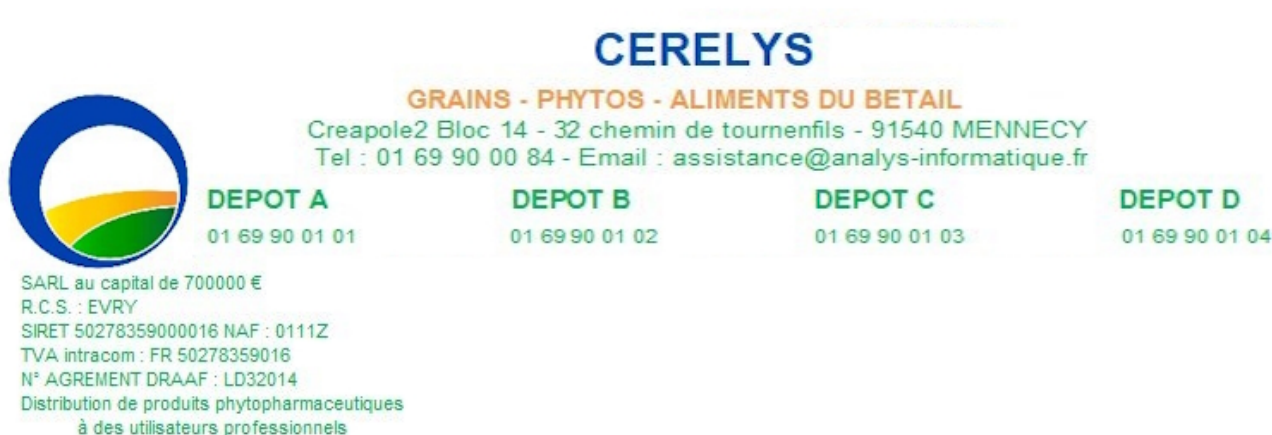 CERELYS
GRAINS - PHYTOS - ALIMENTS DU BETAIL
Creapole2 Bloc 14 - 32 chemin de tournenfils - 91540 MENNECY
Tel : 01 69 90 00 84 - Email : assistance@analys-informatique.fr
DEPOT A DEPOT B DEPOT C DEPOT D
01 69 90 01 01 01 69 90 01 02 01 69 90 01 03 01 69 90 01 04
SARL au capital de 700000 €
R.C.S. : EVRY
SIRET 50278359000016 NAF : 0111Z
TVA intracom : FR 50278359016
N° AGREMENT DRAAF : LD32014
Distribution de produits phytopharmaceutiques
à des utilisateurs professionnels